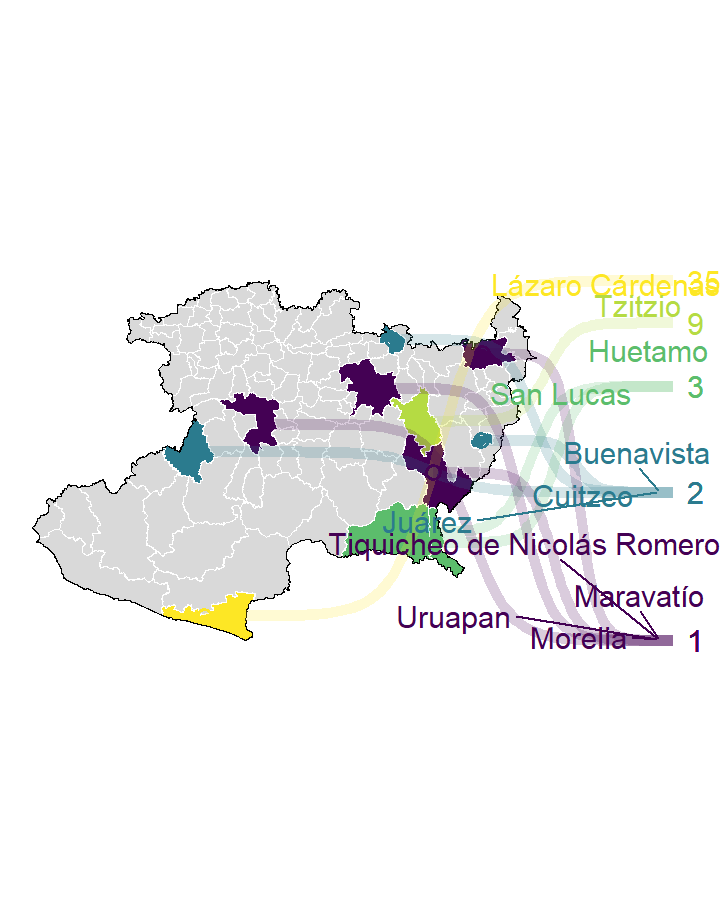 Lázaro Cárdenas 35
Tzitzio
9
Huetamo
San Lucas 3
Buenavista
Cuitzeo 2
Juárez
Tiquicheo de Nicolás Romero
Maravatío
Uruapan
Morelia 1